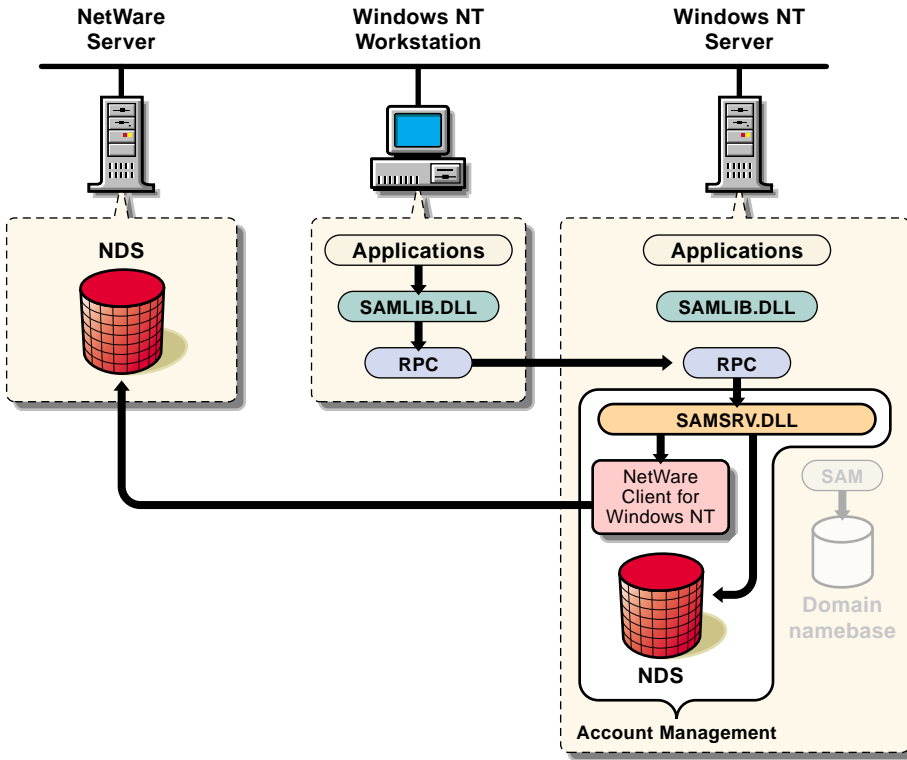 NetWare
Server
Windows NT
Workstation
Windows NT
Server
NDS
Applications
SAMLIB.DLL
RPC
Applications
SAMLIB.DLL
RPC
SAMSRV.DLL
NetWare
Client for
Windows NT
SAM
Domain
namebase
NDS
Account Management